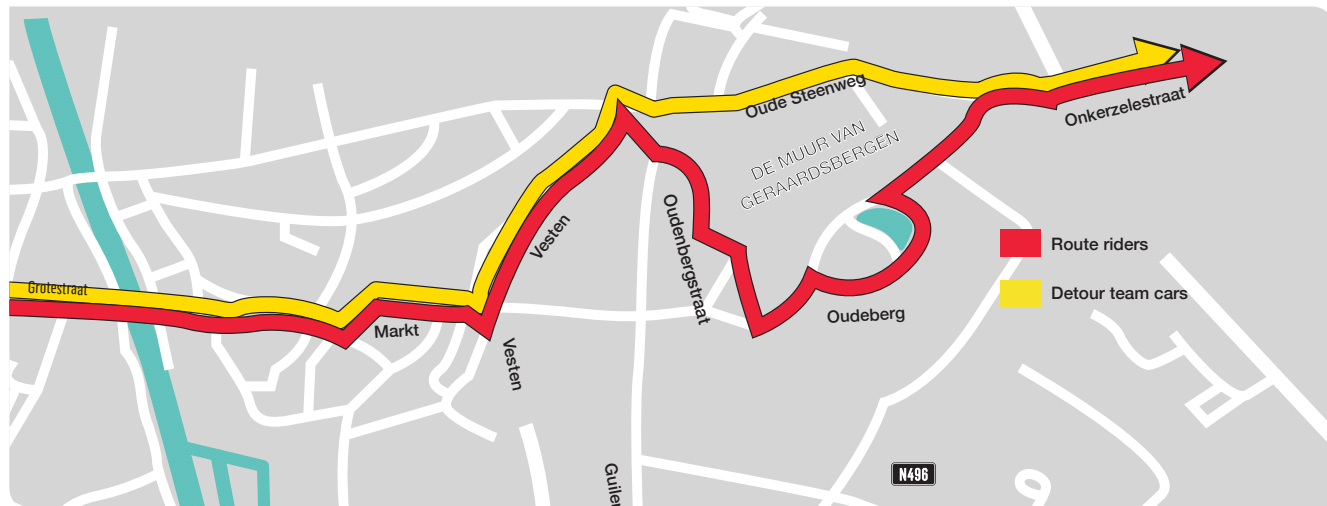 Oude Steenweg
Onkerzelestraat
DE MUUR VAN
GERAARDSBERGEN
Vesten
Oudenbergstraat
Route riders
Grotestraat
Detour team cars
Markt
Oudeberg
Vesten
N496